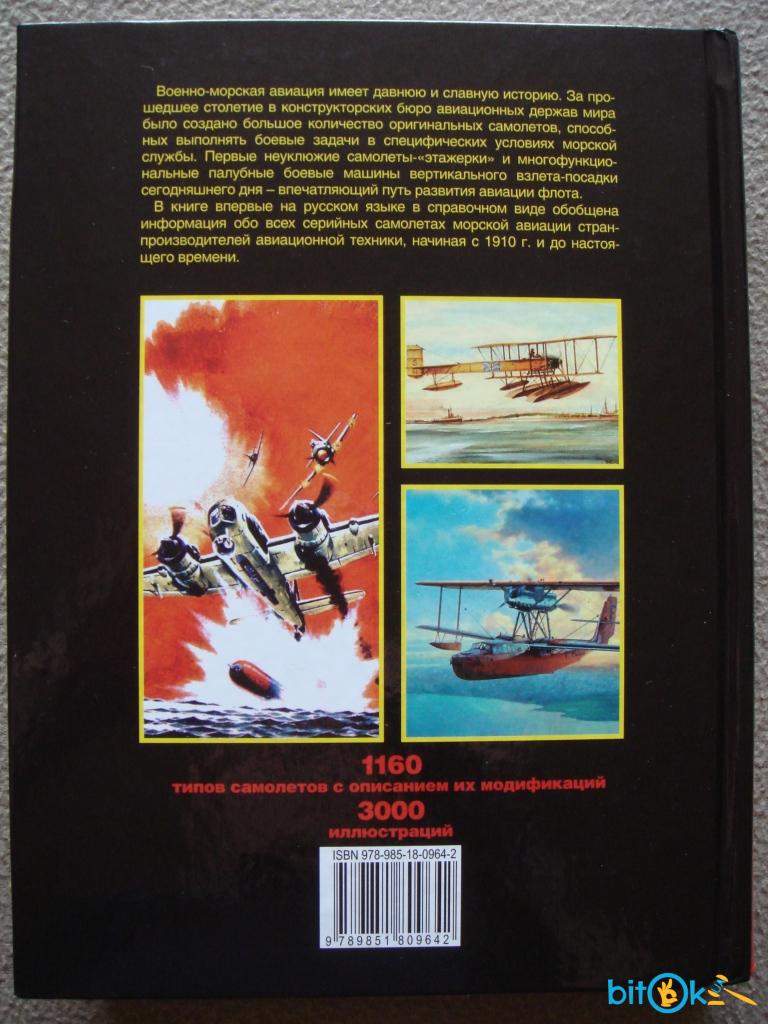 Военно-морская авиация имеет давнюю и славную историю. За про-
шедшее столетие в конструкторских бюро авиационных держав мира
было создано большое количество оригинальных самолетов, способ-
ных выполнять боевые задачи в специфических условиях морской
службы. Первые неуклюжие самолеты-«этажерки» и многофункцио-
нальные палубные боевые машины вертикального взлета-посадки
сегодняшнего дня – впечатляющий путь развития авиации флота.
В книге впервые на русском языке в справочном виде обобщена
информация обо всех серийных самолетах морской авиации стран-
производителей авиационной техники, начиная с 1910 г. и до настоя-
щего времени.
1160
типов самолетов с описанием их модификаций
3000
иллюстраций
ISBN 978-985-18-0964-2
9 789851 809642
bitOk